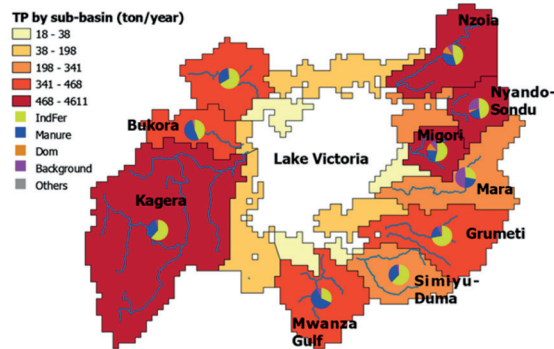 TP by sub-basin (ton/year)
18 - 38
38 - 198
198 - 341
341 - 468
468 - 4611
IndFer
Manure
Dom
Background
Others
Nzoia
Nyando-
Sondu
Bukora
Migori
Lake Victoria
Mara
Kagera
Grumeti
Simiyu-
Duma
Mwanza
Gulf